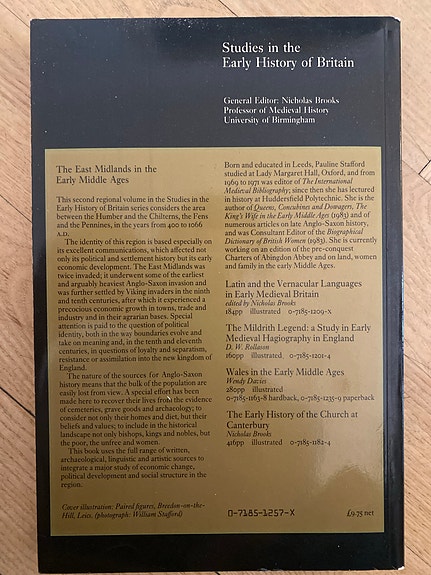 Studies in the
Early History of Britain
General Editor: Nicholas Brooks
Professor of Medieval History
University of Birmingham
The East Midlands in the
Early Middle Ages
This second regional volume in the Studies in the
Early History of Britain series considers the area
between the Humber and the Chilterns, the Fens
and the Pennines, in the years from 400 to 1066
A.D.
The identity of this region is based especially on
its excellent communications, which affected not
only its political and settlement history but its early
economic development. The East Midlands was
twice invaded; it underwent some of the earliest
and arguably heaviest Anglo-Saxon invasion and
was further settled by Viking invaders in the ninth
and tenth centuries, after which it experienced a
precocious economic growth in towns, trade and
industry and in their agrarian bases. Special
attention is paid to the question of political
identity, both in the way boundaries evolve and
take on meaning and, in the tenth and eleventh
centuries, in questions of loyalty and separatism,
resistance or assimilation into the new kingdom of
England.
The nature of the sources for Anglo-Saxon
history means that the bulk of the population are
easily lost from view. A special effort has been
made here to recover their lives from the evidence
of cemeteries, grave goods and archaeology; to
consider not only their homes and diet, but their
beliefs and values; to include in the historical
landscape not only bishops, kings and nobles, but
the poor, the unfree and women.
This book uses the full range of written,
archaeological, linguistic and artistic sources to
integrate a major study of economic change,
political development and social structure in the
region.
Cover illustration: Paired figures, Breedon-on-the-
Hill, Leics. (photograph: William Stafford)
Born and educated in Leeds, Pauline Stafford
studied at Lady Margaret Hall, Oxford, and from
1969 to 1971 was editor of The International
Medieval Bibliography; since then she has lectured
in history at Huddersfield Polytechnic. She is the
author of Queens, Concubines and Dowagers, The
King's Wife in the Early Middle Ages (1983) and of
numerous articles on late Anglo-Saxon history,
and was Consultant Editor of the Biographical
Dictionary of British Women (1983). She is currently
working on an edition of the pre-conquest
Charters of Abingdon Abbey and on land, women
and family in the early Middle Ages.
Latin and the Vernacular Languages
in Early Medieval Britain
edited by Nicholas Brooks
184pp illustrated 0-7185-1209-X
The Mildrith Legend: a Study in Early
Medieval Hagiography in England
D. W. Rollason
160pp illustrated 0-7185-1201-4
Wales in the Early Middle Ages
Wendy Davies
280pp illustrated
0-7185-1163-8 hardback, 0-7185-1235-9 paperback
The Early History of the Church at
Canterbury
Nicholas Brooks
416pp illustrated 0-7185-1182-4
0-7185-1257-X
£9.75 net